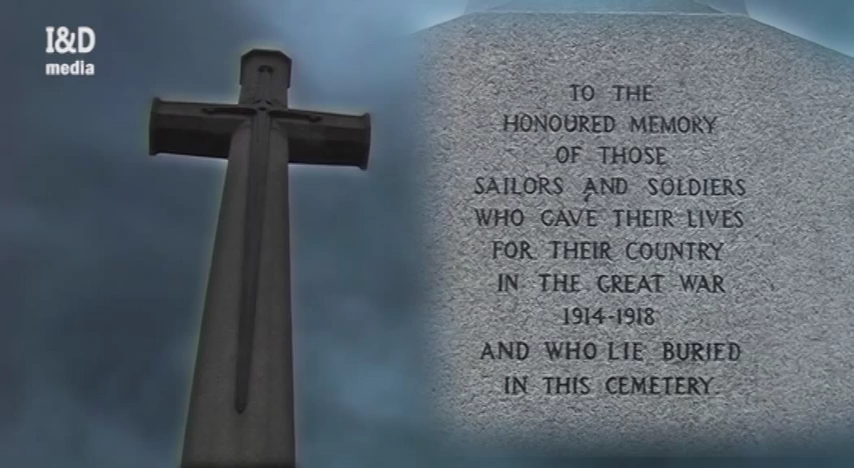 I&D
media
TO THE
HONOURED MEMORY
OF THOSE
SAILORS AND SOLDIERS
WHO GAVE THEIR LIVES
FOR THEIR COUNTRY
IN THE GREAT WAR
1914-1918
AND WHO LIE BURIED
IN THIS CEMETERY.